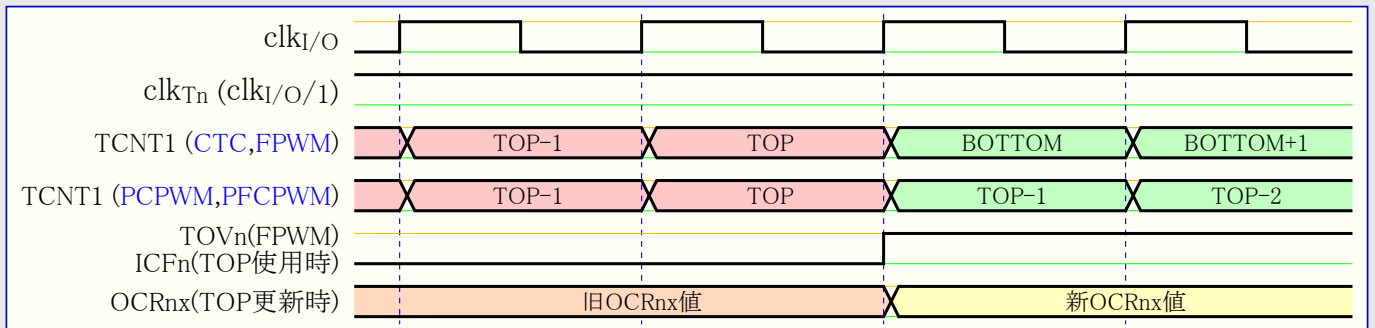 clkI/O
clkTn (clkI/O/1)
TCNT1 (CTC,FPWM) TOP-1 TOP BOTTOM BOTTOM+1
TCNT1 (PCPWM,PFCPWM) TOP-1 TOP TOP-1 TOP-2
TOVn(FPWM)
ICFn(TOP使用時)
OCRnx(TOP更新時) 旧OCRnx値 新OCRnx値